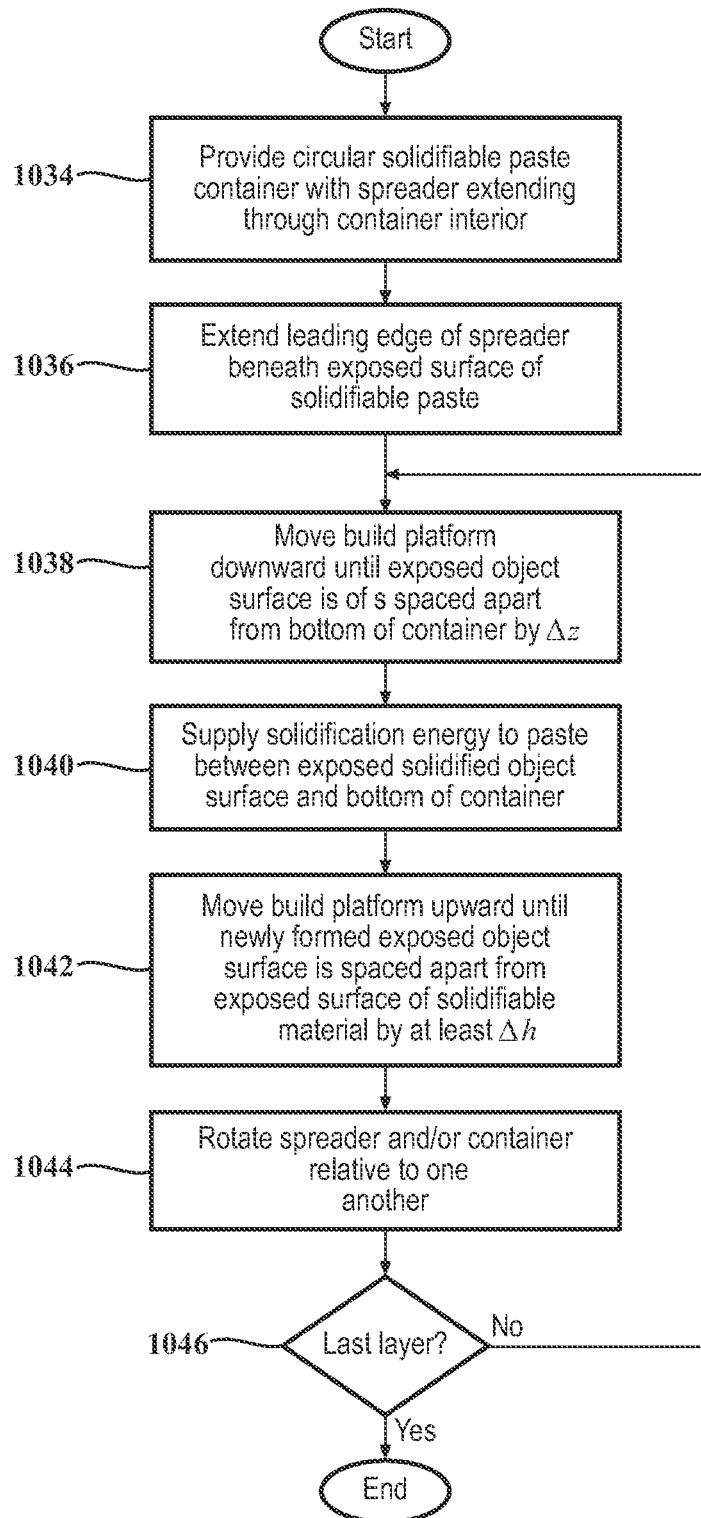 Start
1034
Provide circular solidifiable paste
container with spreader extending
through container interior
1036
Extend leading edge of spreader
beneath exposed surface of
solidifiable paste
1038
Move build platform
downward until exposed object
surface is of s spaced apart
from bottom of container by Δz
1040
Supply solidification energy to paste
between exposed solidified object
surface and bottom of container
1042
Move build platform upward until
newly formed exposed object
surface is spaced apart from
exposed surface of solidifiable
material by at least Δh
1044
Rotate spreader and/or container
relative to one
another
1046
Last layer?
No
Yes
End